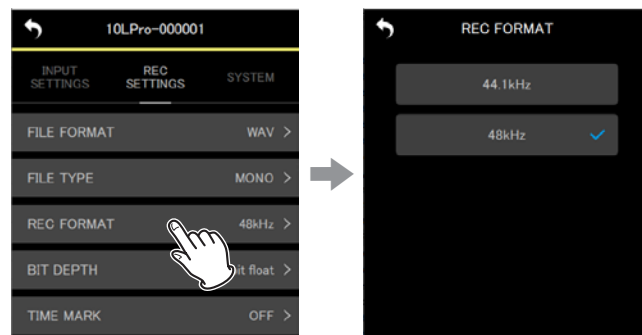 10LPro-000001
INPUT SETTINGS
REC SETTINGS
SYSTEM
FILE FORMAT WAV >
FILE TYPE MONO >
REC FORMAT 48kHz >
BIT DEPTH float >
TIME MARK OFF >
REC FORMAT
44.1kHz
48kHz